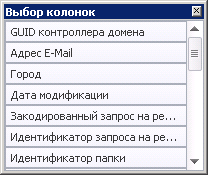 Выбор колонок
GUID контроллера домена
Адрес E-Mail
Город
Дата модификации
Закодированный запрос на ре...
Идентификатор запроса на ре...
Идентификатор папки